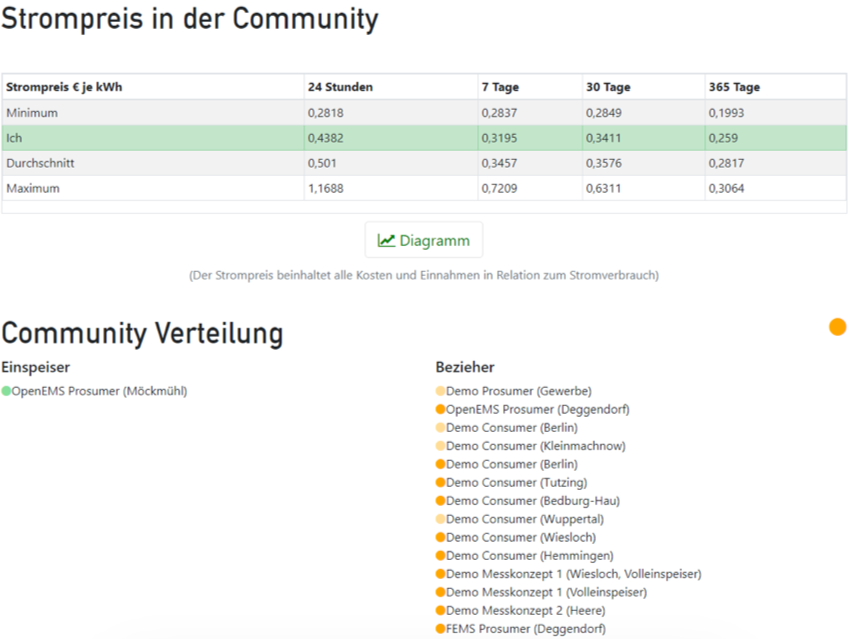 Strompreis in der Community
Strompreis € je kWh 24 Stunden 7 Tage 30 Tage 365 Tage
Minimum 0,2818 0,2837 0,2849 0,1993
Ich 0,4382 0,3195 0,3411 0,259
Durchschnitt 0,501 0,3457 0,3576 0,2817
Maximum 1,1688 0,7209 0,6311 0,3064
Diagramm
(Der Strompreis beinhaltet alle Kosten und Einnahmen in Relation zum Stromverbrauch)
Community Verteilung
Einspeiser
OpenEMS Prosumer (Möckmühl)
Bezieher
Demo Prosumer (Gewerbe)
OpenEMS Prosumer (Deggendorf)
Demo Consumer (Berlin)
Demo Consumer (Kleinmachnow)
Demo Consumer (Berlin)
Demo Consumer (Tutzing)
Demo Consumer (Bedburg-Hau)
Demo Consumer (Wuppertal)
Demo Consumer (Wiesloch)
Demo Consumer (Hemmingen)
Demo Messkonzept 1 (Wiesloch, Volleinspeiser)
Demo Messkonzept 1 (Volleinspeiser)
Demo Messkonzept 2 (Heere)
FEMS Prosumer (Deggendorf)